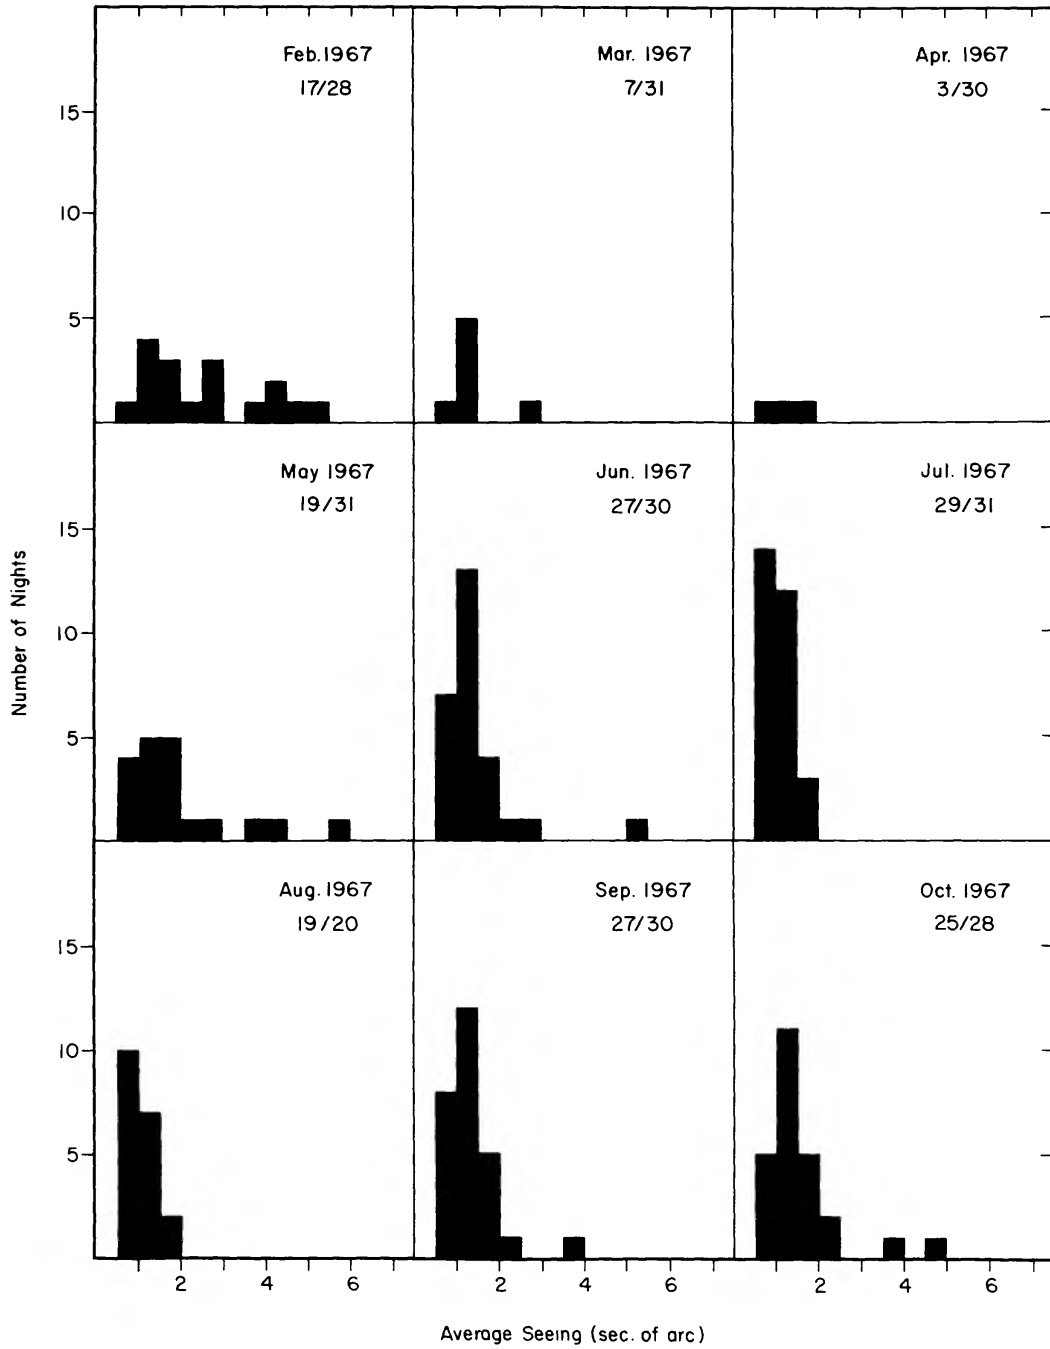 Feb. 1967
17/28
Mar. 1967
7/31
Apr. 1967
3/30
15
10
5
May 1967
19/31
Jun. 1967
27/30
Jul. 1967
29/31
15
10
5
Number of Nights
Aug. 1967
19/20
Sep. 1967
27/30
Oct. 1967
25/28
15
10
5
2 4 6 2 4 6 2 4 6
Average Seeing (sec. of arc)